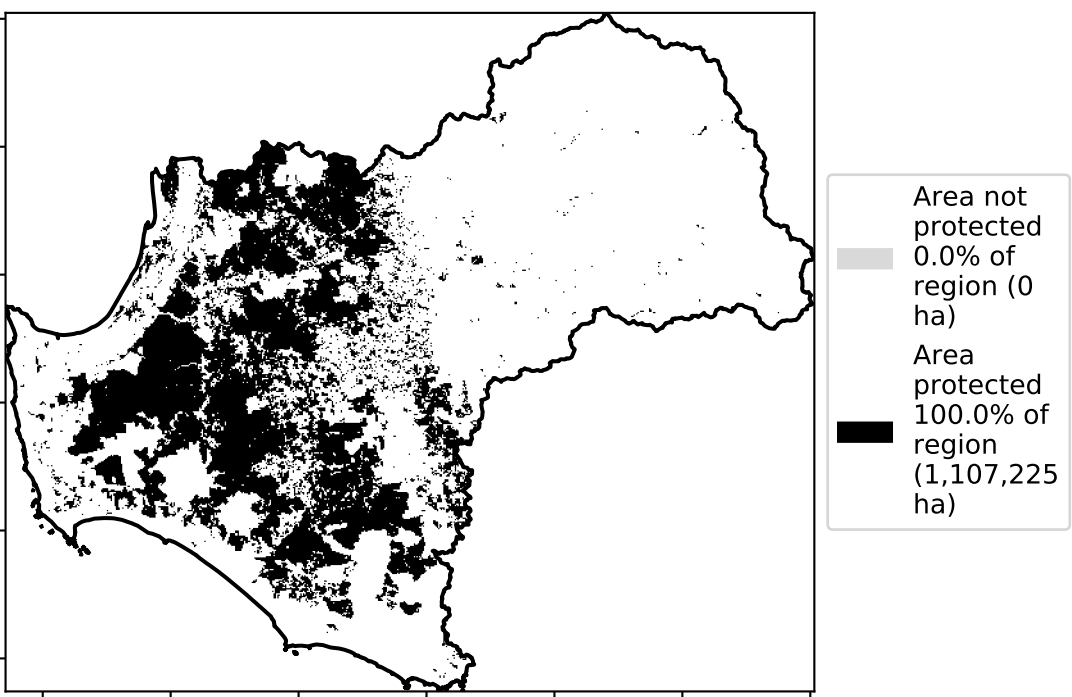 Area not
protected
0.0% of
region (0
ha)
Area
protected
100.0% of
region
(1,107,225
ha)